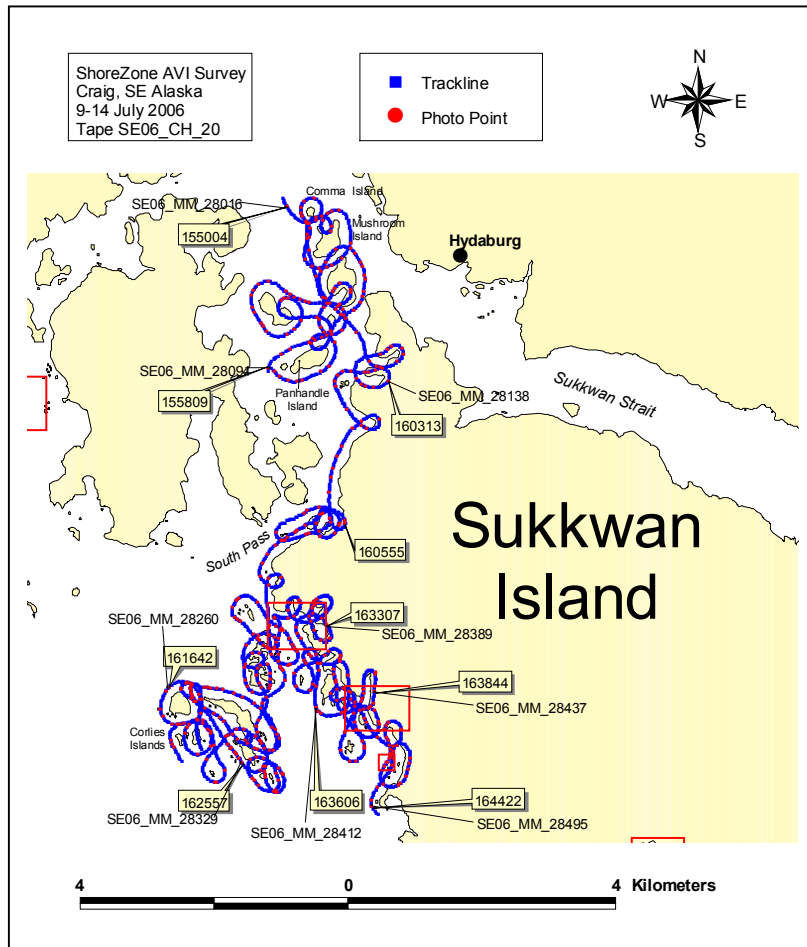 ShoreZone AVI Survey
Craig, SE Alaska
9-14 July 2006
Tape SE06_CH_20
Trackline
Photo Point
N
W
E
S
Comma Island
SE06_MM_28016
155004
Mushroom
Island
Hydaburg
SE06_MM_28094
155809
Panhandle
Island
SE06_MM_28138
160313
Sukkwan Strait
Sukkwan
Island
South Pass
160555
163307
SE06_MM_28260
SE06_MM_28389
161642
163844
SE06_MM_28437
Corlies
Islands
162557
163606
164422
SE06_MM_28329
SE06_MM_28412
SE06_MM_28495
4
0
4
Kilometers